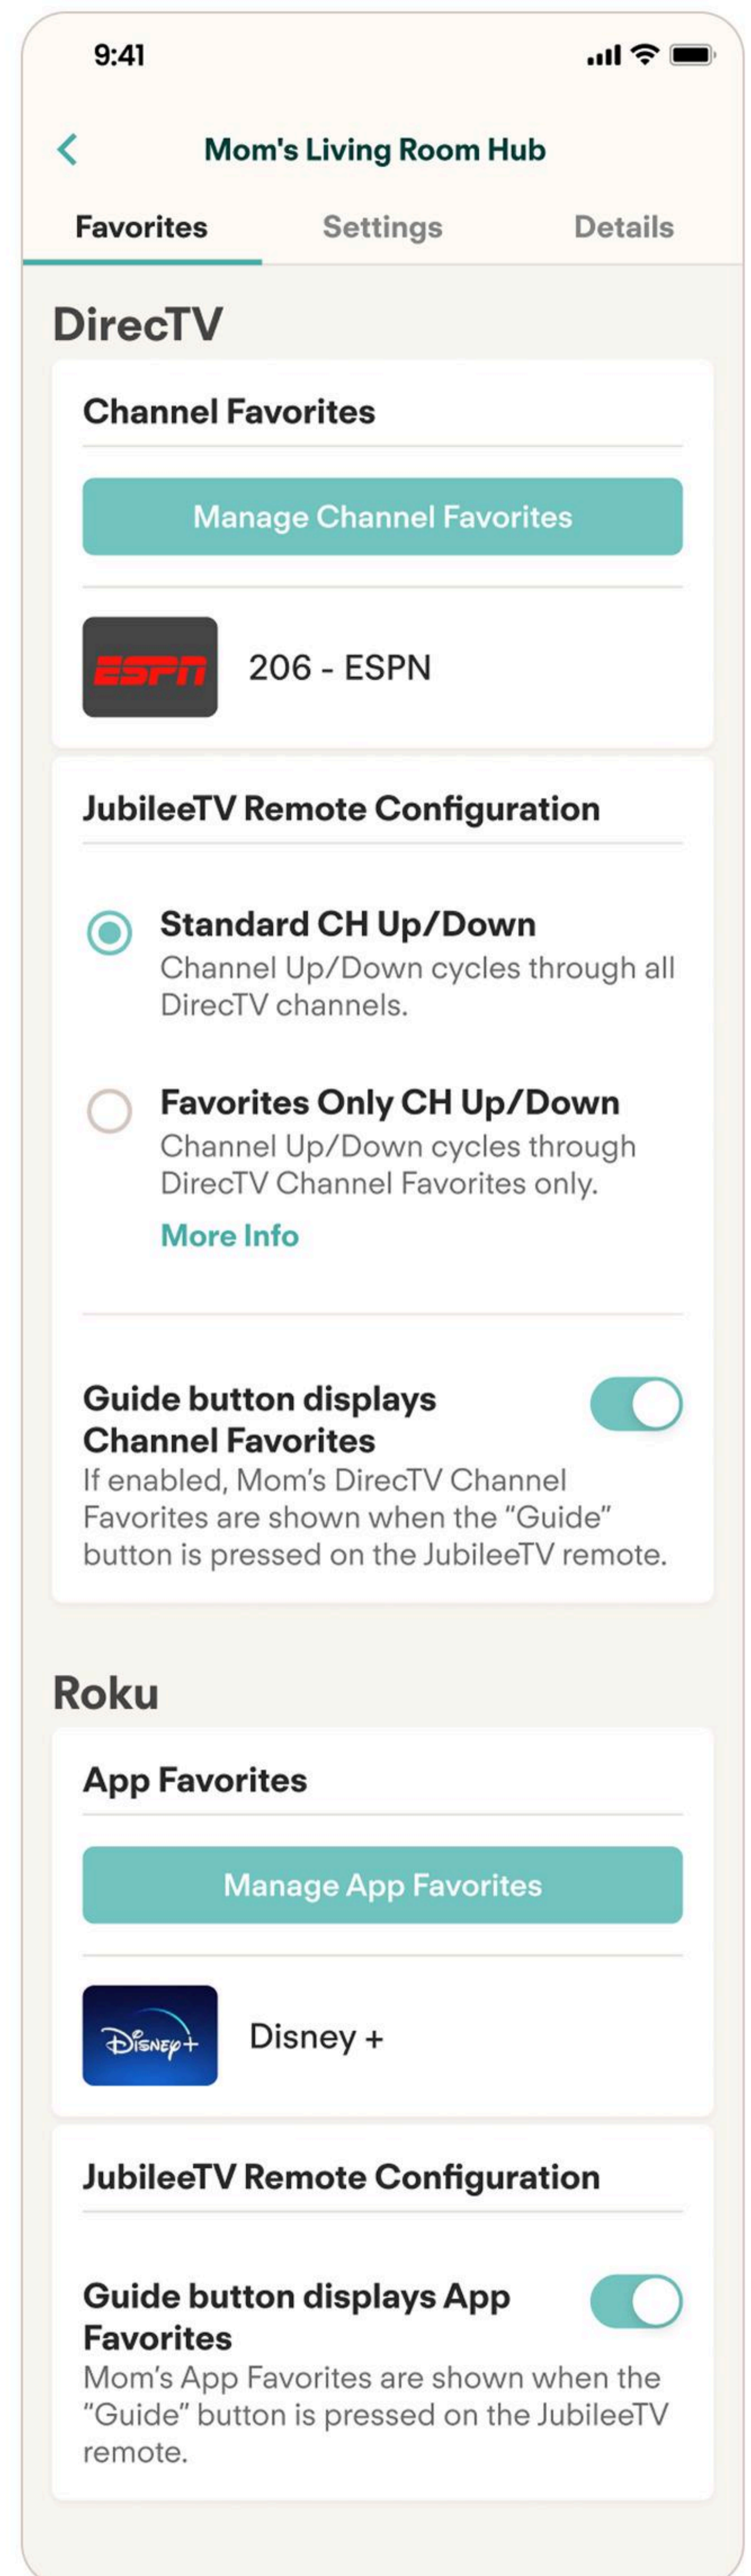 9:41
Mom's Living Room Hub
Favorites Settings Details
DirecTV
Channel Favorites
Manage Channel Favorites
ESPN
206 - ESPN
JubileeTV Remote Configuration
Standard CH Up/Down
Channel Up/Down cycles through all
DirecTV channels.
Favorites Only CH Up/Down
Channel Up/Down cycles through
DirecTV Channel Favorites only.
More Info
Guide button displays
Channel Favorites
If enabled, Mom's DirecTV Channel
Favorites are shown when the "Guide"
button is pressed on the JubileeTV remote.
Roku
App Favorites
Manage App Favorites
Disney+
Disney +
JubileeTV Remote Configuration
Guide button displays App
Favorites
Mom's App Favorites are shown when the
"Guide" button is pressed on the JubileeTV
remote.